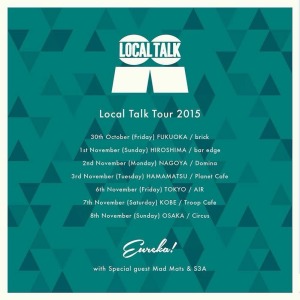 LOCAL TALK
Local Talk Tour 2015
30th October (Friday) FUKUOKA / brick
1st November (Sunday) HIROSHIMA / bar edge
2nd November (Monday) NAGOYA / Domina
3rd November (Tuesday) HAMAMATSU / Planet Cafe
6th November (Friday) TOKYO / AIR
7th November (Saturday) KOBE / Troop Cafe
8th November (Sunday) OSAKA / Circus
Eureka!
with Special guest Mad Mats & S3A